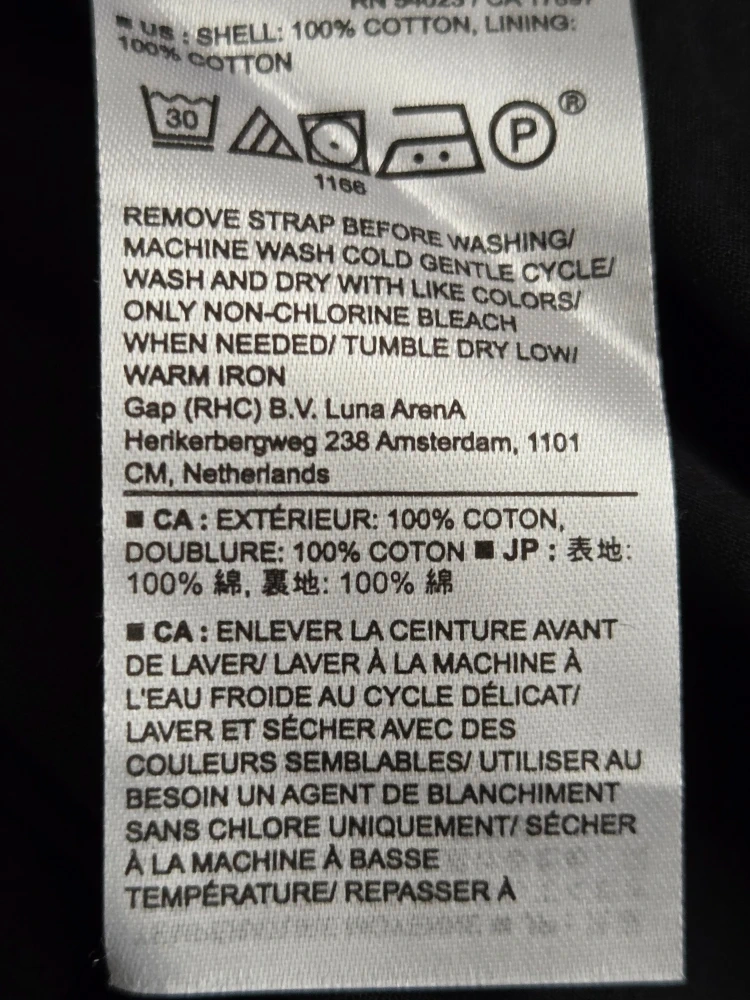 ■ US : SHELL: 100% COTTON, LINING:
100% COTTON
30 P ®
1166
REMOVE STRAP BEFORE WASHING/
MACHINE WASH COLD GENTLE CYCLE/
WASH AND DRY WITH LIKE COLORS/
ONLY NON-CHLORINE BLEACH
WHEN NEEDED/ TUMBLE DRY LOW/
WARM IRON
Gap (RHC) B.V. Luna ArenA
Herikerbergweg 238 Amsterdam, 1101
CM, Netherlands
■ CA : EXTÉRIEUR: 100% COTON,
DOUBLURE: 100% COTON ■ JP : 表地:
100% 綿, 裏地: 100% 綿
■ CA : ENLEVER LA CEINTURE AVANT
DE LAVER/ LAVER À LA MACHINE À
L'EAU FROIDE AU CYCLE DÉLICAT/
LAVER ET SÉCHER AVEC DES
COULEURS SEMBLABLES/ UTILISER AU
BESOIN UN AGENT DE BLANCHIMENT
SANS CHLORE UNIQUEMENT/ SÉCHER
À LA MACHINE À BASSE
TEMPÉRATURE/ REPASSER À